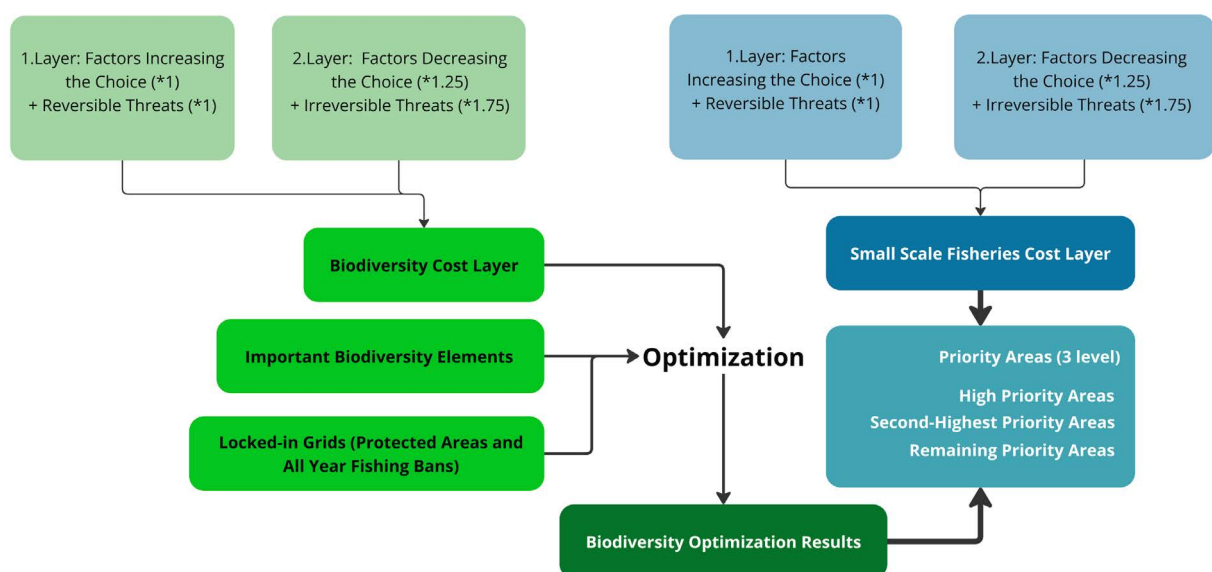 1.Layer: Factors Increasing
the Choice (*1)
+ Reversible Threats (*1)
2.Layer:  Factors Decreasing
the Choice (*1.25)
+ Irreversible Threats (*1.75)
1.Layer: Factors
Increasing the Choice (*1)
+ Reversible Threats (*1)
2.Layer: Factors Decreasing
the Choice (*1.25)
+ Irreversible Threats (*1.75)
Biodiversity Cost Layer
Small Scale Fisheries Cost Layer
Important Biodiversity Elements
Optimization
Locked-in Grids (Protected Areas and
All Year Fishing Bans)
Priority Areas (3 level)
High Priority Areas
Second-Highest Priority Areas
Remaining Priority Areas
Biodiversity Optimization Results